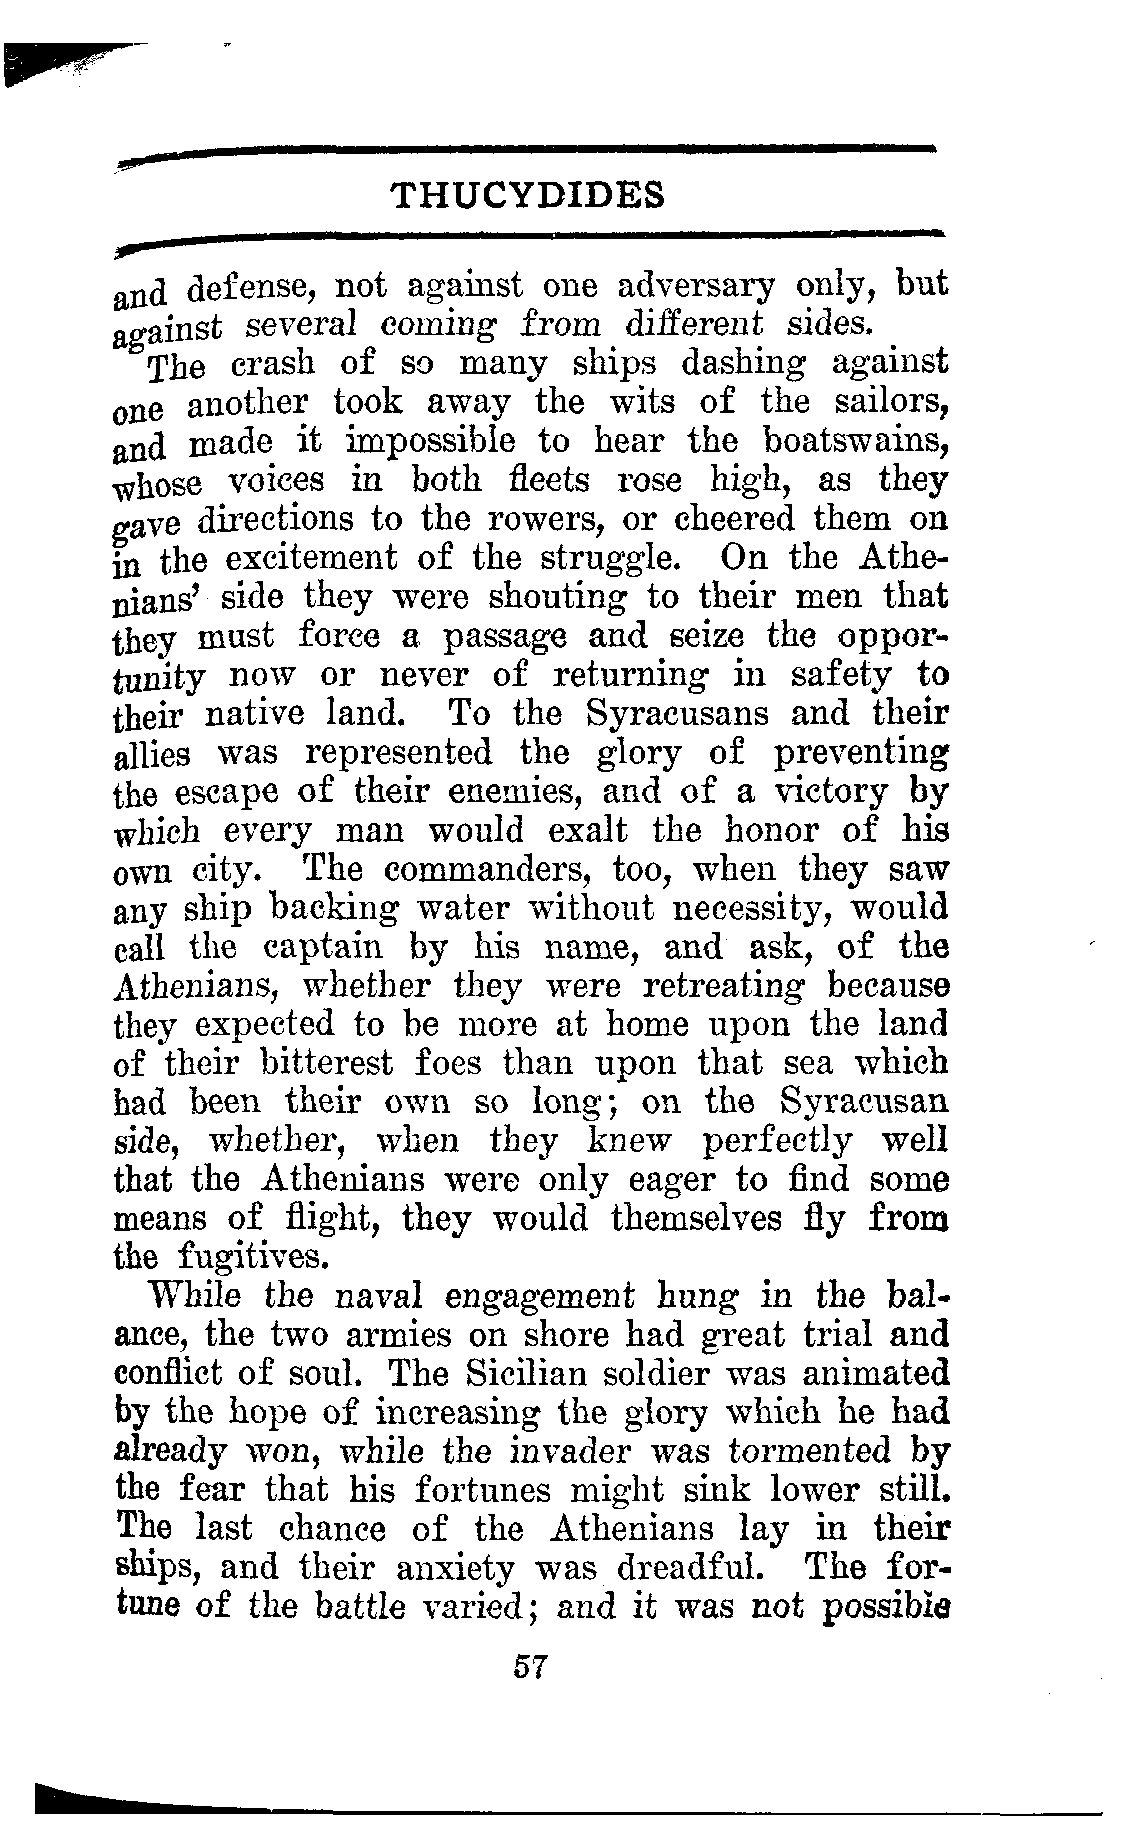 THUCYDIDES
and defense, not against one adversary only, but
against several coming from different sides.
The crash of so many ships dashing against
one another took away the wits of the sailors,
and made it impossible to hear the boatswains,
whose voices in both fleets rose high, as they
gave directions to the rowers, or cheered them on
in the excitement of the struggle. On the Athe-
nians' side they were shouting to their men that
they must force a passage and seize the oppor-
tunity now or never of returning in safety to
their native land. To the Syracusans and their
allies was represented the glory of preventing
the escape of their enemies, and of a victory by
which every man would exalt the honor of his
own city. The commanders, too, when they saw
any ship backing water without necessity, would
call the captain by his name, and ask, of the
Athenians, whether they were retreating because
they expected to be more at home upon the land
of their bitterest foes than upon that sea which
had been their own so long; on the Syracusan
side, whether, when they knew perfectly well
that the Athenians were only eager to find some
means of flight, they would themselves fly from
the fugitives.
While the naval engagement hung in the bal-
ance, the two armies on shore had great trial and
conflict of soul. The Sicilian soldier was animated
by the hope of increasing the glory which he had
already won, while the invader was tormented by
the fear that his fortunes might sink lower still.
The last chance of the Athenians lay in their
ships, and their anxiety was dreadful. The for-
tune of the battle varied; and it was not possible
57